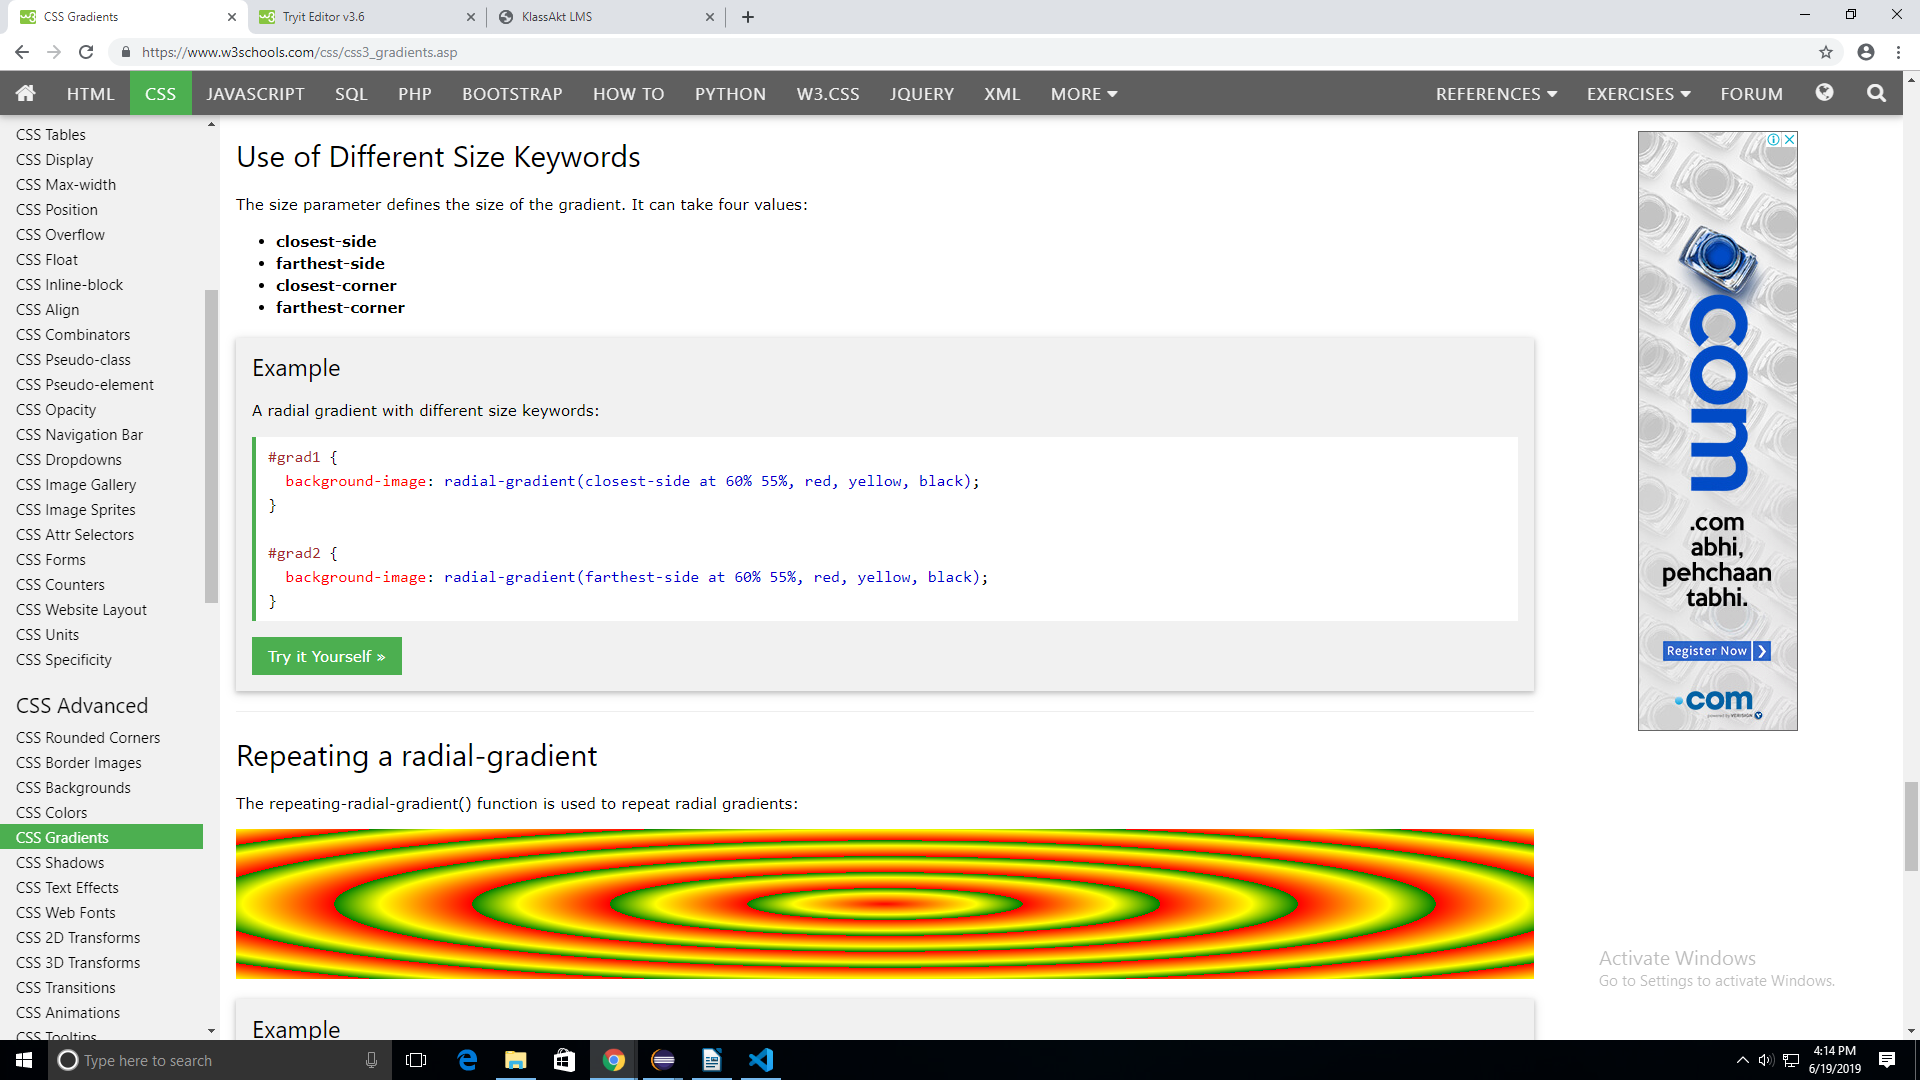 CSS Gradients
Tryit Editor v3.6
KlassAkt LMS
https://www.w3schools.com/css/css3_gradients.asp
HTML CSS JAVASCRIPT SQL PHP BOOTSTRAP HOW TO PYTHON W3.CSS JQUERY XML MORE REFERENCES EXERCISES FORUM
CSS Tables
CSS Display
CSS Max-width
CSS Position
CSS Overflow
CSS Float
CSS Inline-block
CSS Align
CSS Combinators
CSS Pseudo-class
CSS Pseudo-element
CSS Opacity
CSS Navigation Bar
CSS Dropdowns
CSS Image Gallery
CSS Image Sprites
CSS Attr Selectors
CSS Forms
CSS Counters
CSS Website Layout
CSS Units
CSS Specificity
CSS Advanced
CSS Rounded Corners
CSS Border Images
CSS Backgrounds
CSS Colors
CSS Gradients
CSS Shadows
CSS Text Effects
CSS Web Fonts
CSS 2D Transforms
CSS 3D Transforms
CSS Transitions
CSS Animations
CSS Tooltips
Use of Different Size Keywords
The size parameter defines the size of the gradient. It can take four values:
• closest-side
• farthest-side
• closest-corner
• farthest-corner
Example
A radial gradient with different size keywords:
#grad1 {
  background-image: radial-gradient(closest-side at 60% 55%, red, yellow, black);
}
#grad2 {
  background-image: radial-gradient(farthest-side at 60% 55%, red, yellow, black);
}
Try it Yourself »
Repeating a radial-gradient
The repeating-radial-gradient() function is used to repeat radial gradients:
Example
.com
.com
abhi,
pehchaan
tabhi.
Register Now
.com
powered by VERISIGN
Activate Windows
Go to Settings to activate Windows.
Type here to search
4:14 PM
6/19/2019